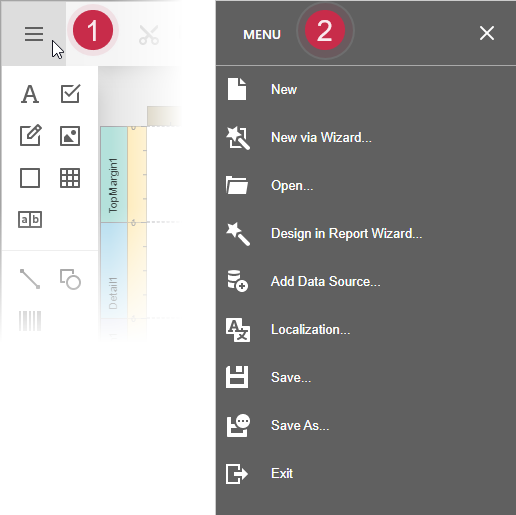 1
A
ab
TopMargin1
Detail1
MENU
2
New
New via Wizard...
Open...
Design in Report Wizard...
Add Data Source...
Localization...
Save...
Save As...
Exit